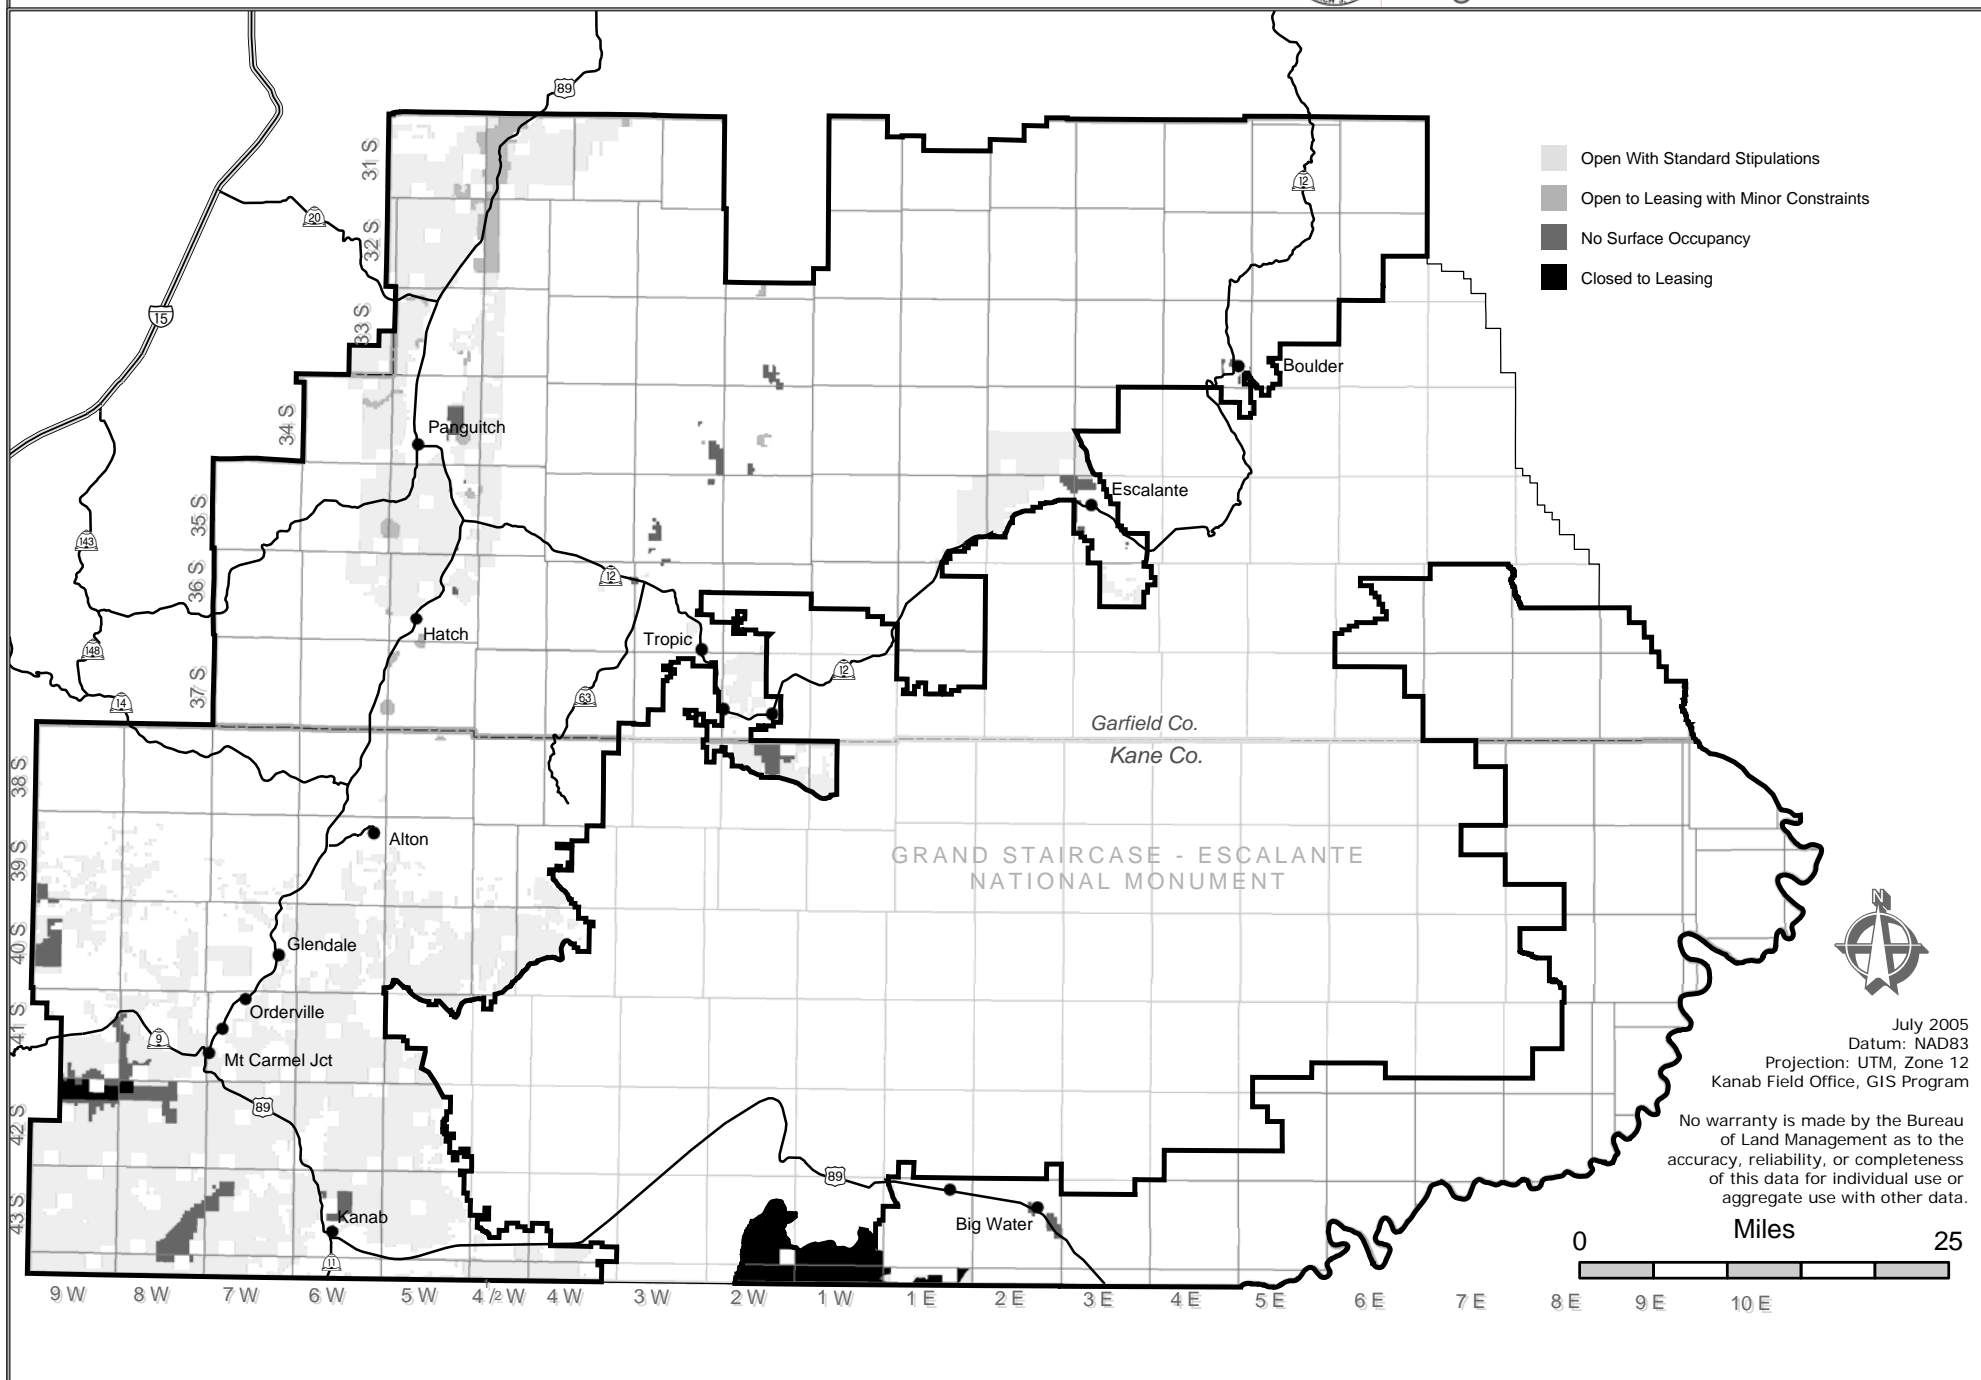 89
12
20
15
31 S
32 S
33 S
34 S
35 S
36 S
37 S
38 S
39 S
40 S
41 S
42 S
43 S
Open With Standard Stipulations
Open to Leasing with Minor Constraints
No Surface Occupancy
Closed to Leasing
Boulder
Panguitch
Escalante
143
12
148
Hatch
Tropic
12
14
63
Garfield Co.
Kane Co.
Alton
GRAND STAIRCASE - ESCALANTE
NATIONAL MONUMENT
Glendale
Orderville
9
Mt Carmel Jct
89
89
Kanab
11
Big Water
N
July 2005
Datum: NAD83
Projection: UTM, Zone 12
Kanab Field Office, GIS Program
No warranty is made by the Bureau
of Land Management as to the
accuracy, reliability, or completeness
of this data for individual use or
aggregate use with other data.
Miles
0 25
9 W 8 W 7 W 6 W 5 W 4 1/2 W 4 W 3 W 2 W 1 W 1 E 2 E 3 E 4 E 5 E 6 E 7 E 8 E 9 E 10 E